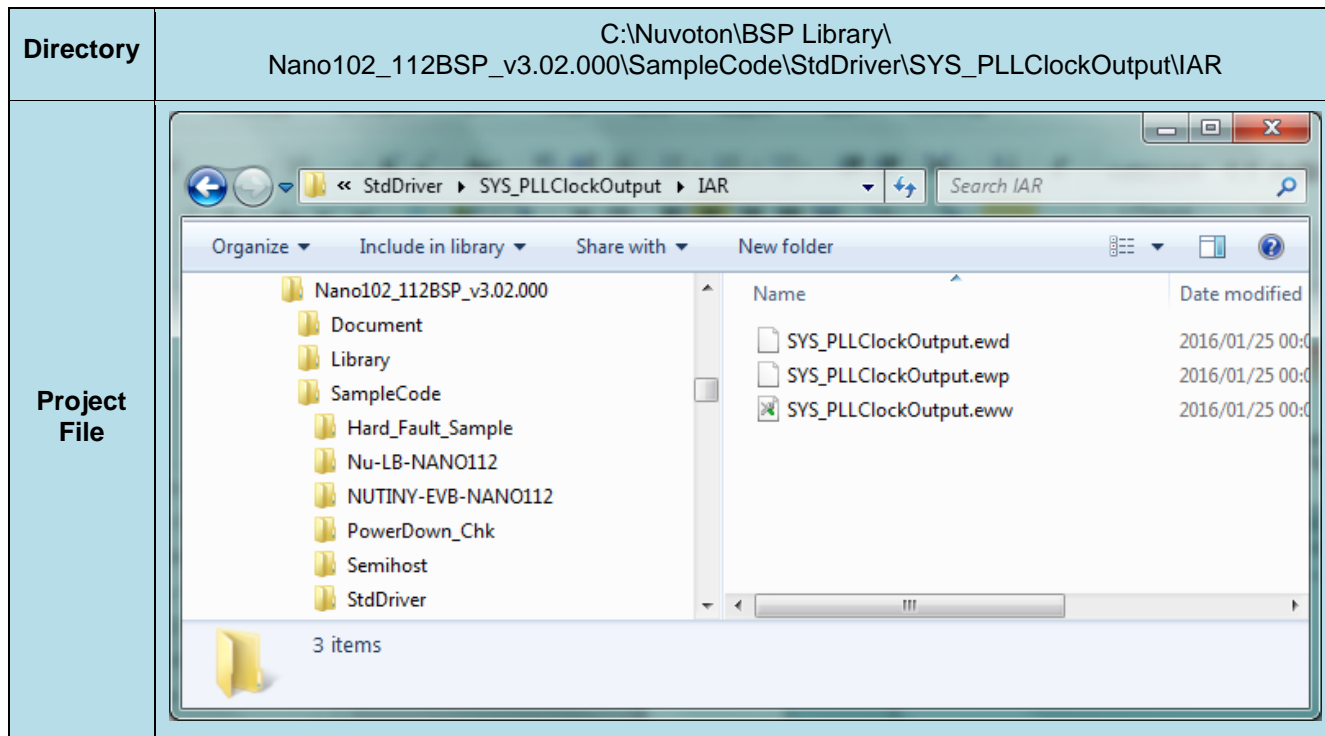 Directory
C:\Nuvoton\BSP Library\
Nano102_112BSP_v3.02.000\SampleCode\StdDriver\SYS_PLLClockOutput\IAR
Project
File
« StdDriver ▸ SYS_PLLClockOutput ▸ IAR
Search IAR
Organize ▾ Include in library ▾ Share with ▾ New folder
Nano102_112BSP_v3.02.000
Document
Library
SampleCode
Hard_Fault_Sample
Nu-LB-NANO112
NUTINY-EVB-NANO112
PowerDown_Chk
Semihost
StdDriver
Name Date modified
SYS_PLLClockOutput.ewd 2016/01/25 00:
SYS_PLLClockOutput.ewp 2016/01/25 00:
SYS_PLLClockOutput.eww 2016/01/25 00:
3 items